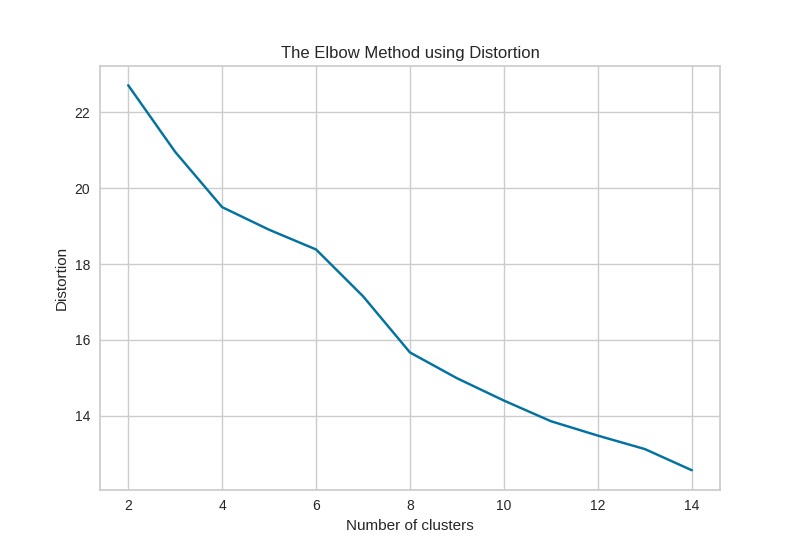 The Elbow Method using Distortion
22
20
18
16
14
Distortion
2 4 6 8 10 12 14
Number of clusters